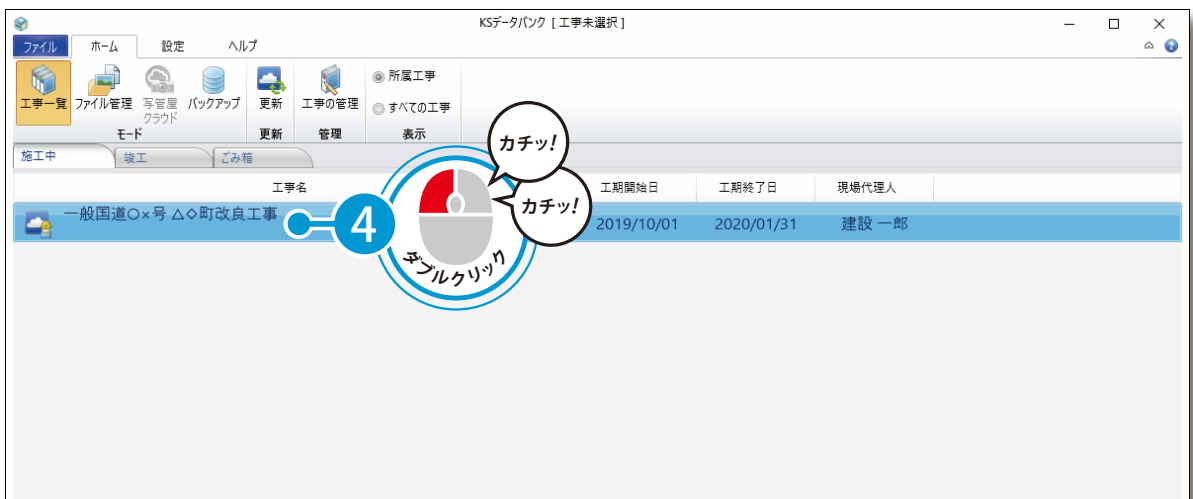 KSデータバンク [ 工事未選択 ]
ファイル ホーム 設定 ヘルプ
工事一覧 ファイル管理 写管屋クラウド バックアップ 更新 工事の管理 所属工事
すべての工事
モード 更新 管理 表示
施工中 竣工 ごみ箱
工事名 工期開始日 工期終了日 現場代理人
一般国道○×号 △◇町改良工事 2019/10/01 2020/01/31 建設 一郎
4
カチッ!
カチッ!
ダブルクリック